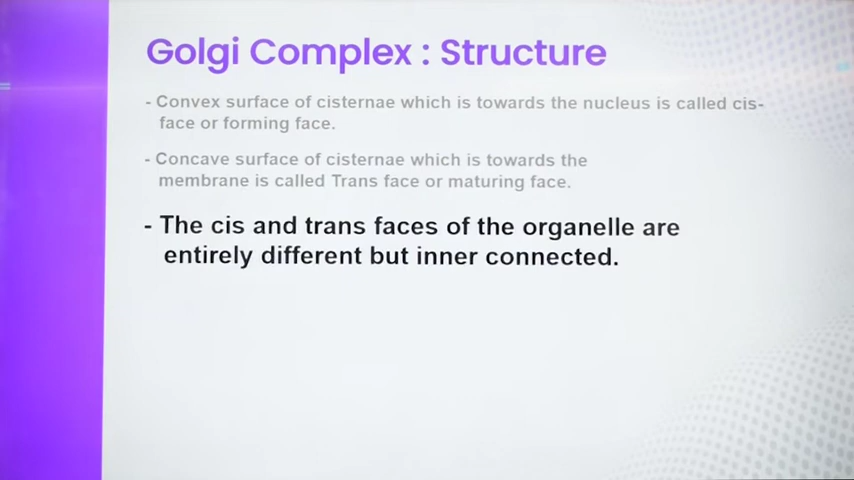 Golgi Complex : Structure
- Convex surface of cisternae which is towards the nucleus is called cis-
face or forming face.
- Concave surface of cisternae which is towards the
membrane is called Trans face or maturing face.
- The cis and trans faces of the organelle are
entirely different but inner connected.